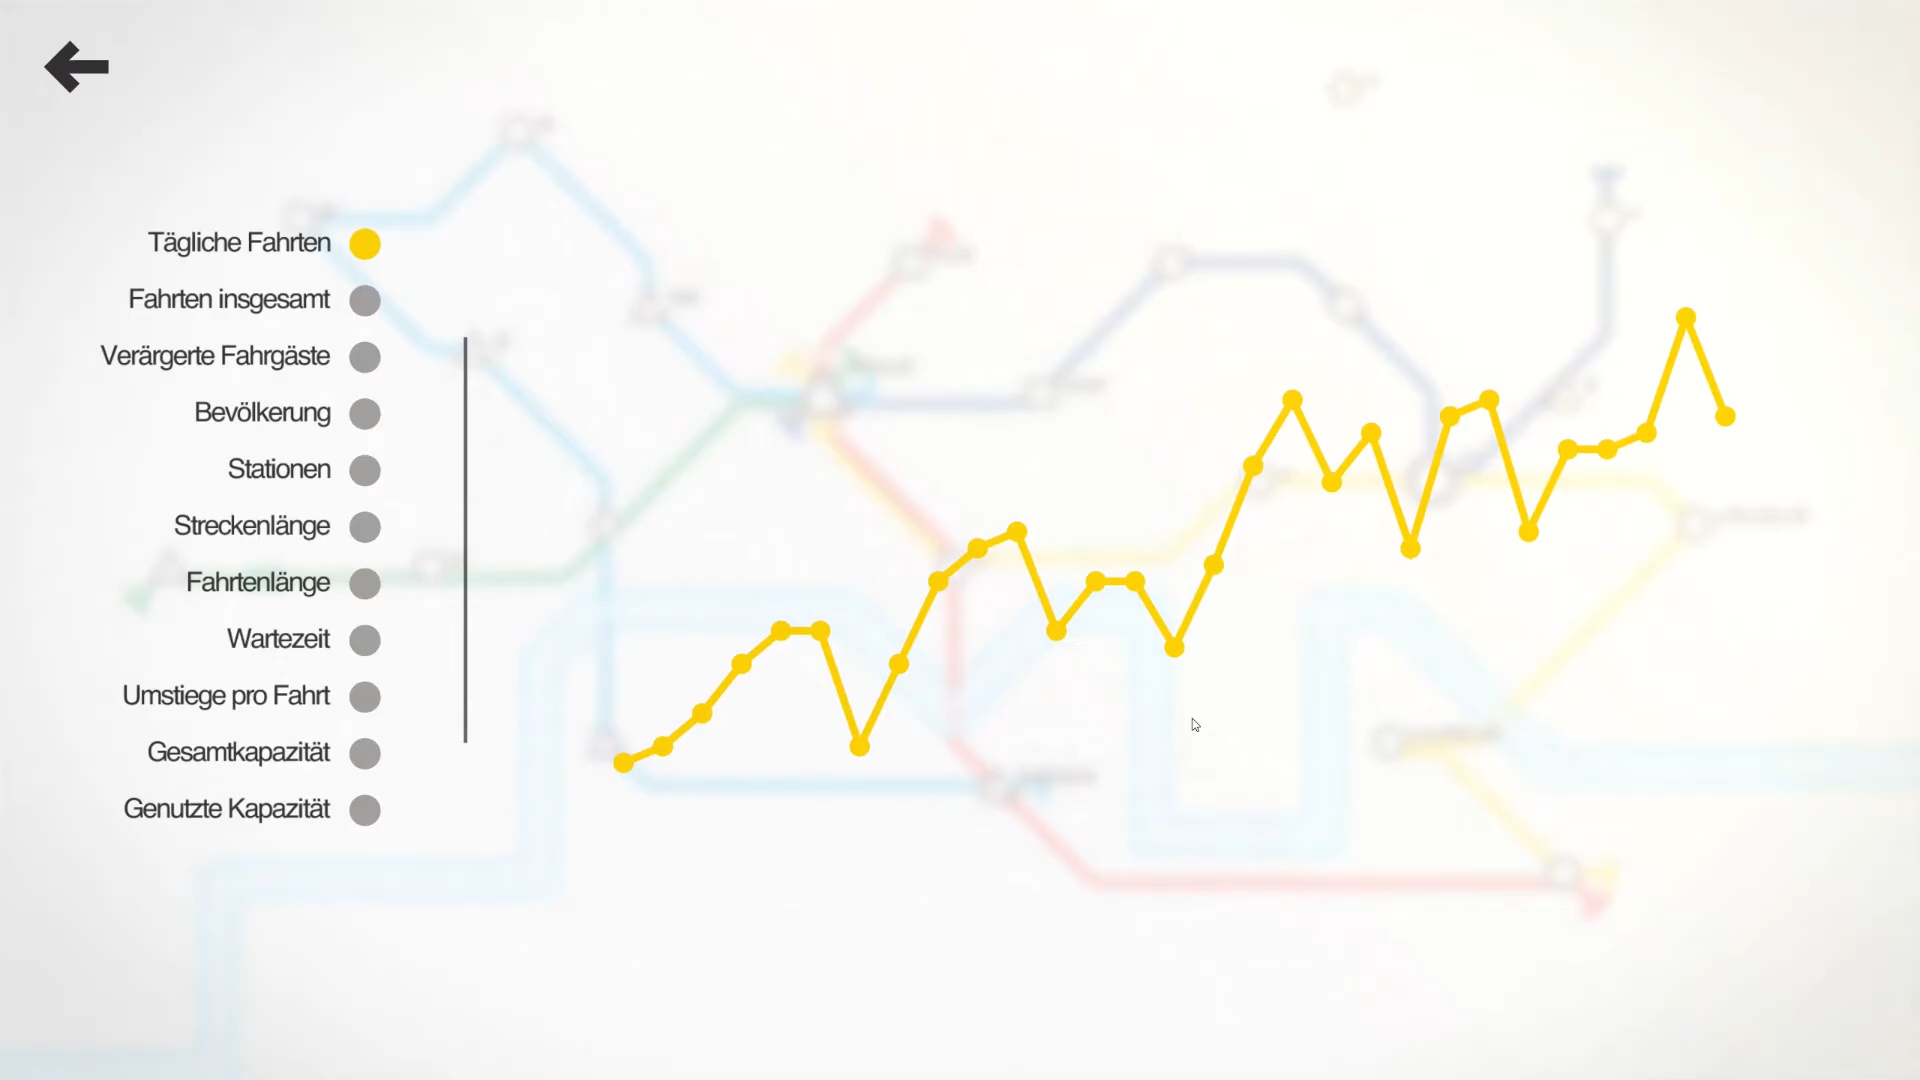 Tägliche Fahrten
Fahrten insgesamt
Verärgerte Fahrgäste
Bevölkerung
Stationen
Streckenlänge
Fahrtenlänge
Wartezeit
Umstiege pro Fahrt
Gesamtkapazität
Genutzte Kapazität